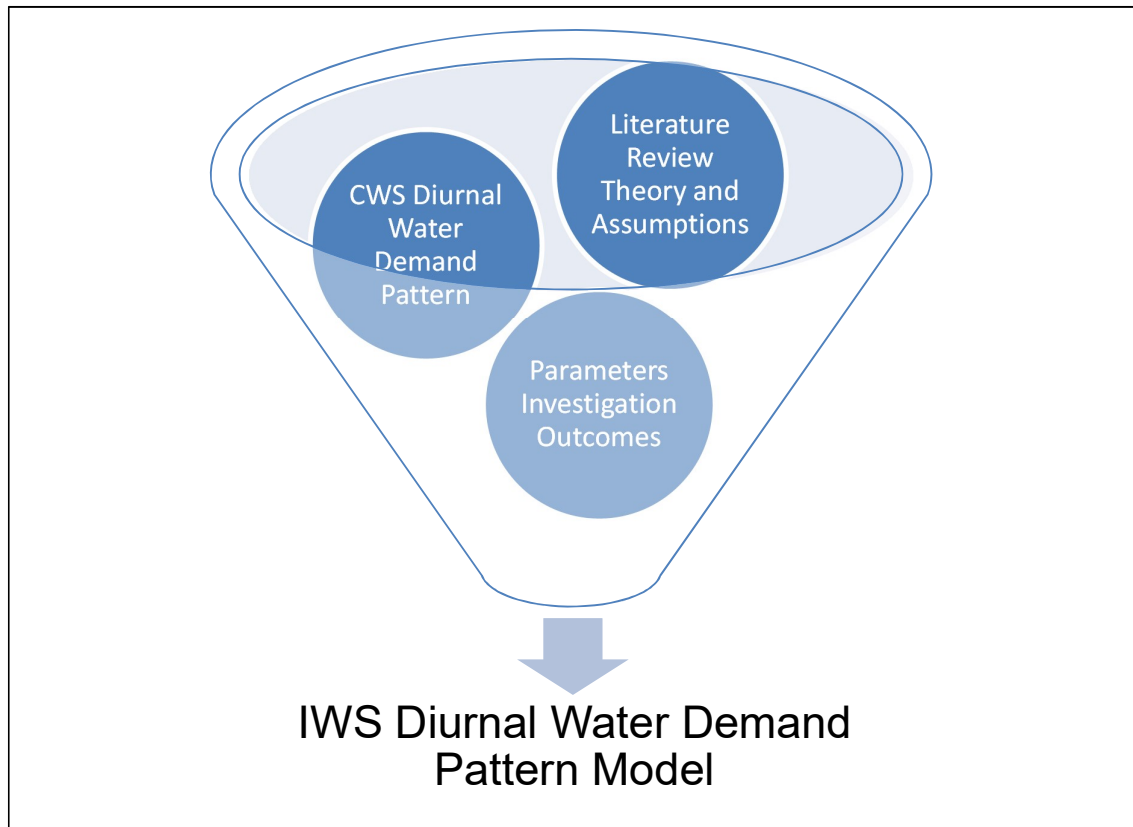 Literature
Review
Theory and
Assumptions
CWS Diurnal
Water
Demand
Pattern
Parameters
Investigation
Outcomes
IWS Diurnal Water Demand
Pattern Model